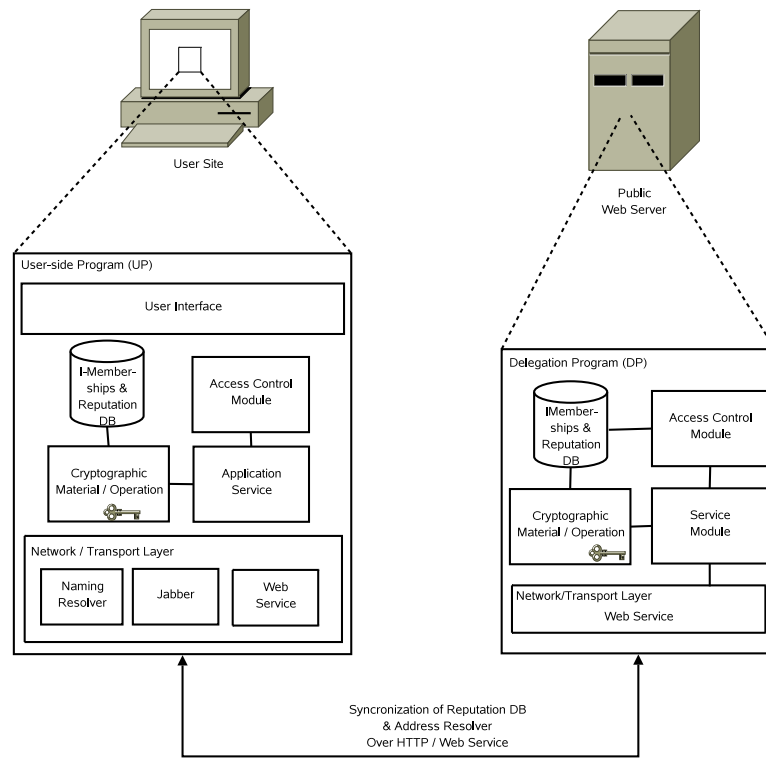 User Site
Public
Web Server
User-side Program (UP)
User Interface
I-Member-
ships &
Reputation
DB
Access Control
Module
Cryptographic
Material / Operation
Application
Service
Network / Transport Layer
Naming
Resolver
Jabber
Web
Service
Delegation Program (DP)
IMember-
ships &
Reputation
DB
Access Control
Module
Cryptographic
Material / Operation
Service
Module
Network/Transport Layer
Web Service
Syncronization of Reputation DB
& Address Resolver
Over HTTP / Web Service